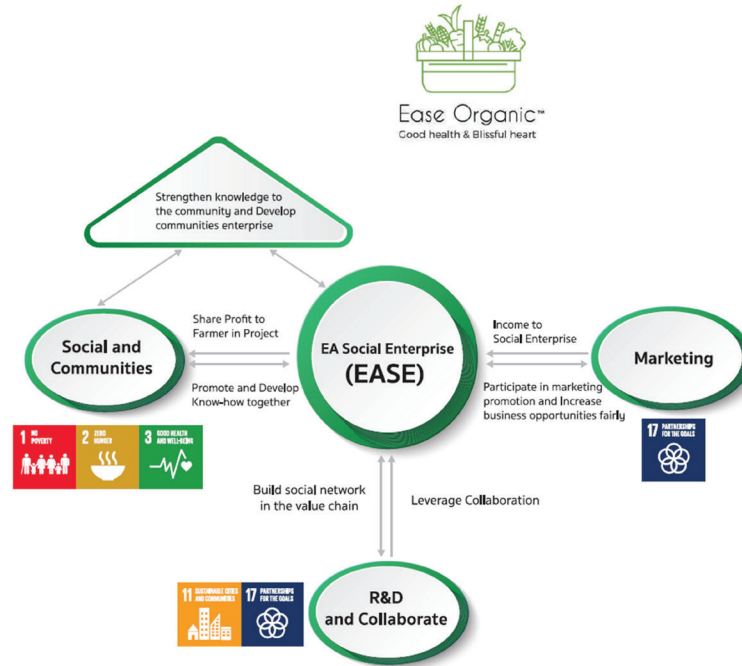 Ease Organic™
Good health & Blissful heart
Strengthen knowledge to
the community and Develop
communities enterprise
Share Profit to
Farmer in Project
Social and
Communities
Promote and Develop
Know-how together
EA Social Enterprise
(EASE)
Income to
Social Enterprise
Marketing
Participate in marketing
promotion and Increase
business opportunities fairly
1 NO
POVERTY
2 ZERO
HUNGER
3 GOOD HEALTH
AND WELL-BEING
17 PARTNERSHIPS
FOR THE GOALS
Build social network
in the value chain
Leverage Collaboration
11 SUSTAINABLE CITIES
AND COMMUNITIES
17 PARTNERSHIPS
FOR THE GOALS
R&D
and Collaborate